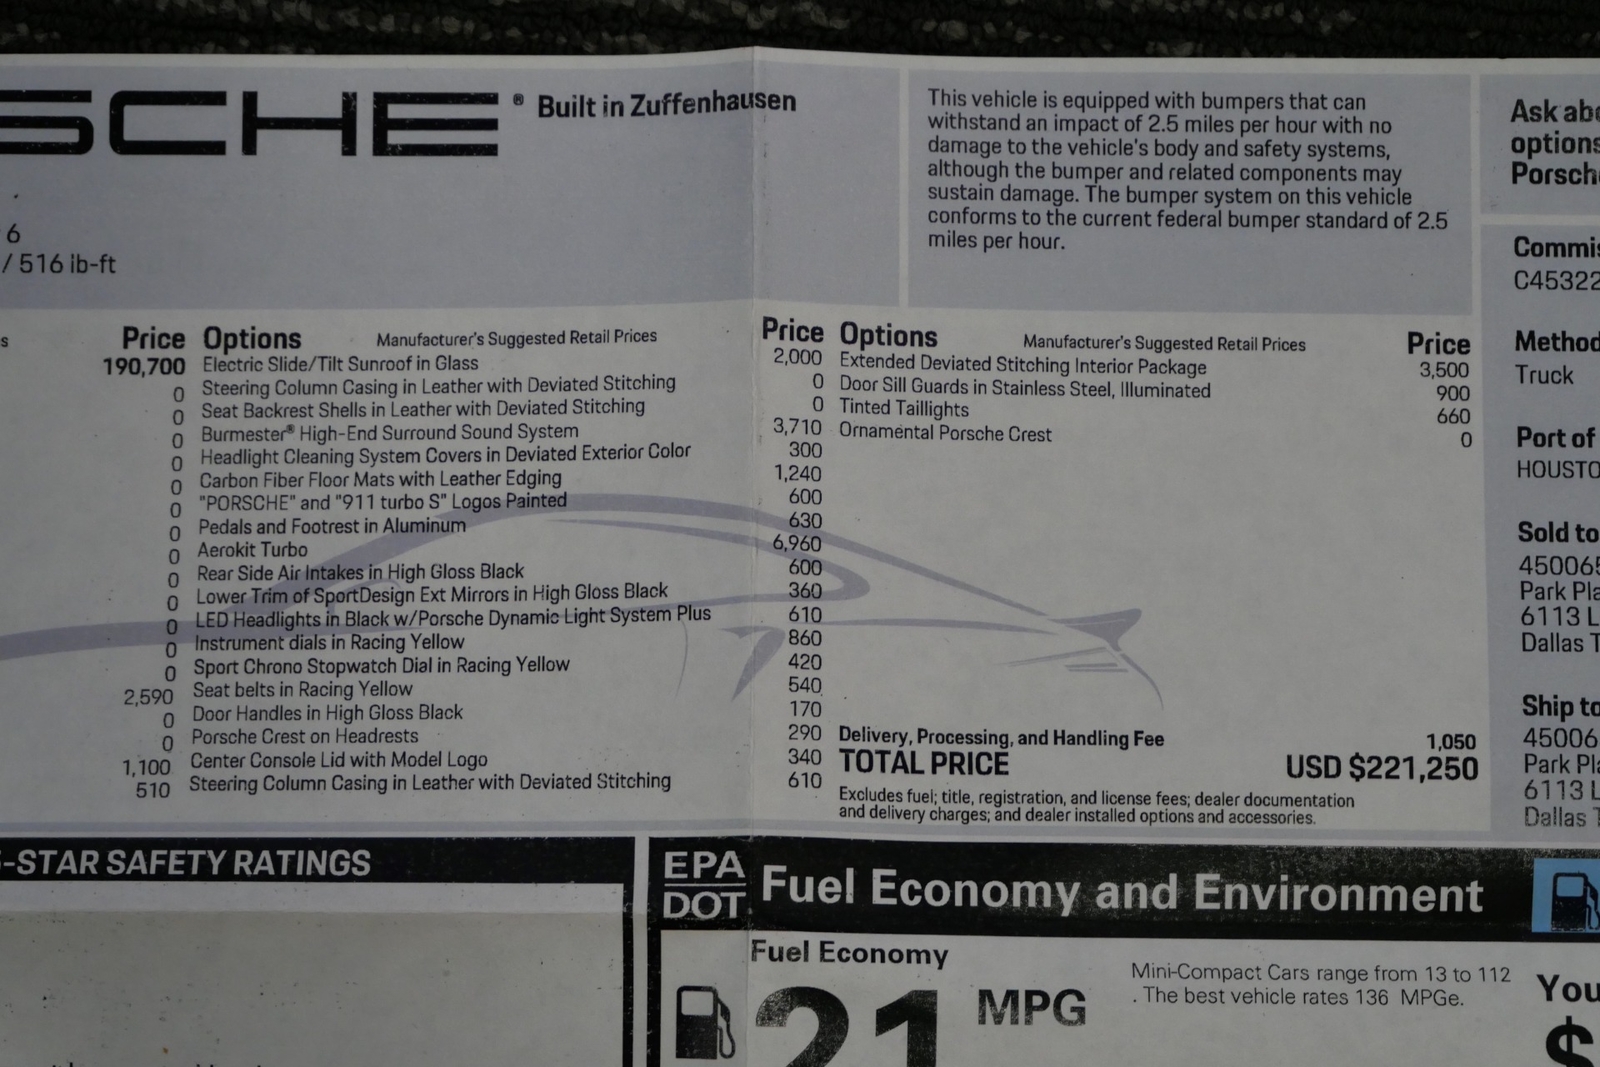 SCHE® Built in Zuffenhausen
6
/ 516 lb-ft
This vehicle is equipped with bumpers that can
withstand an impact of 2.5 miles per hour with no
damage to the vehicle's body and safety systems,
although the bumper and related components may
sustain damage. The bumper system on this vehicle
conforms to the current federal bumper standard of 2.5
miles per hour.
s Price
190,700
0
0
0
0
0
0
0
0
0
0
0
0
0
2,590
0
0
1,100
510
Options Manufacturer's Suggested Retail Prices Price
Electric Slide/Tilt Sunroof in Glass 2,000
Steering Column Casing in Leather with Deviated Stitching 0
Seat Backrest Shells in Leather with Deviated Stitching 0
Burmester® High-End Surround Sound System 3,710
Headlight Cleaning System Covers in Deviated Exterior Color 300
Carbon Fiber Floor Mats with Leather Edging 1,240
"PORSCHE" and "911 turbo S" Logos Painted 600
Pedals and Footrest in Aluminum 630
Aerokit Turbo 6,960
Rear Side Air Intakes in High Gloss Black 600
Lower Trim of SportDesign Ext Mirrors in High Gloss Black 360
LED Headlights in Black w/Porsche Dynamic Light System Plus 610
Instrument dials in Racing Yellow 860
Sport Chrono Stopwatch Dial in Racing Yellow 420
Seat belts in Racing Yellow 540
Door Handles in High Gloss Black 170
Porsche Crest on Headrests 290
Center Console Lid with Model Logo 340
Steering Column Casing in Leather with Deviated Stitching 610
Options Manufacturer's Suggested Retail Prices Price
Extended Deviated Stitching Interior Package 3,500
Door Sill Guards in Stainless Steel, Illuminated 900
Tinted Taillights 660
Ornamental Porsche Crest 0
Delivery, Processing, and Handling Fee 1,050
TOTAL PRICE USD $221,250
Excludes fuel; title, registration, and license fees; dealer documentation
and delivery charges; and dealer installed options and accessories.
Ask abo
options
Porsch
Commis
C45322
Method
Truck
Port of
HOUSTO
Sold to
450065
Park Pla
6113 L
Dallas T
Ship to
45006
Park Pla
6113 L
Dallas T
-STAR SAFETY RATINGS
EPA
DOT
Fuel Economy and Environment
Fuel Economy
21 MPG
Mini-Compact Cars range from 13 to 112
. The best vehicle rates 136 MPGe.
You
$